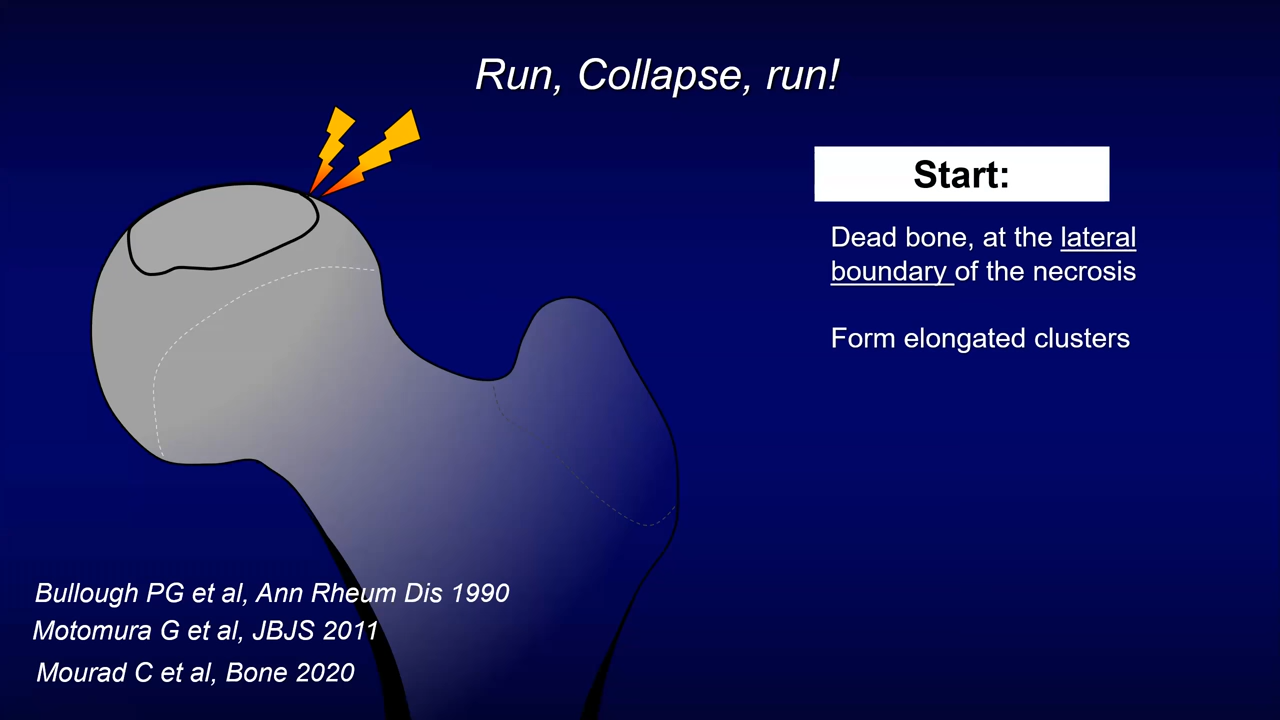 Run, Collapse, run!
Start:
Dead bone, at the lateral
boundary of the necrosis
Form elongated clusters
Bullough PG et al, Ann Rheum Dis 1990
Motomura G et al, JBJS 2011
Mourad C et al, Bone 2020